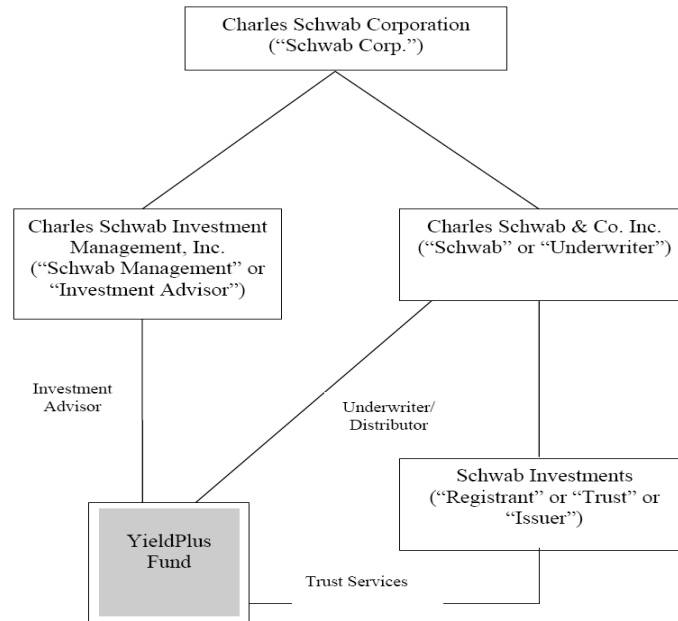 Charles Schwab Corporation
(“Schwab Corp.”)
Charles Schwab Investment
Management, Inc.
(“Schwab Management” or
“Investment Advisor”)
Charles Schwab & Co. Inc.
(“Schwab” or “Underwriter”)
Investment
Advisor
Underwriter/
Distributor
Schwab Investments
(“Registrant” or “Trust” or
“Issuer”)
YieldPlus
Fund
Trust Services